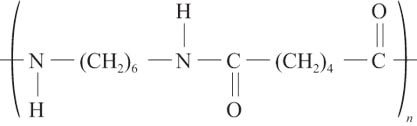 H O
N (CH₂)₆ N C (CH₂)₄ C
H O
n